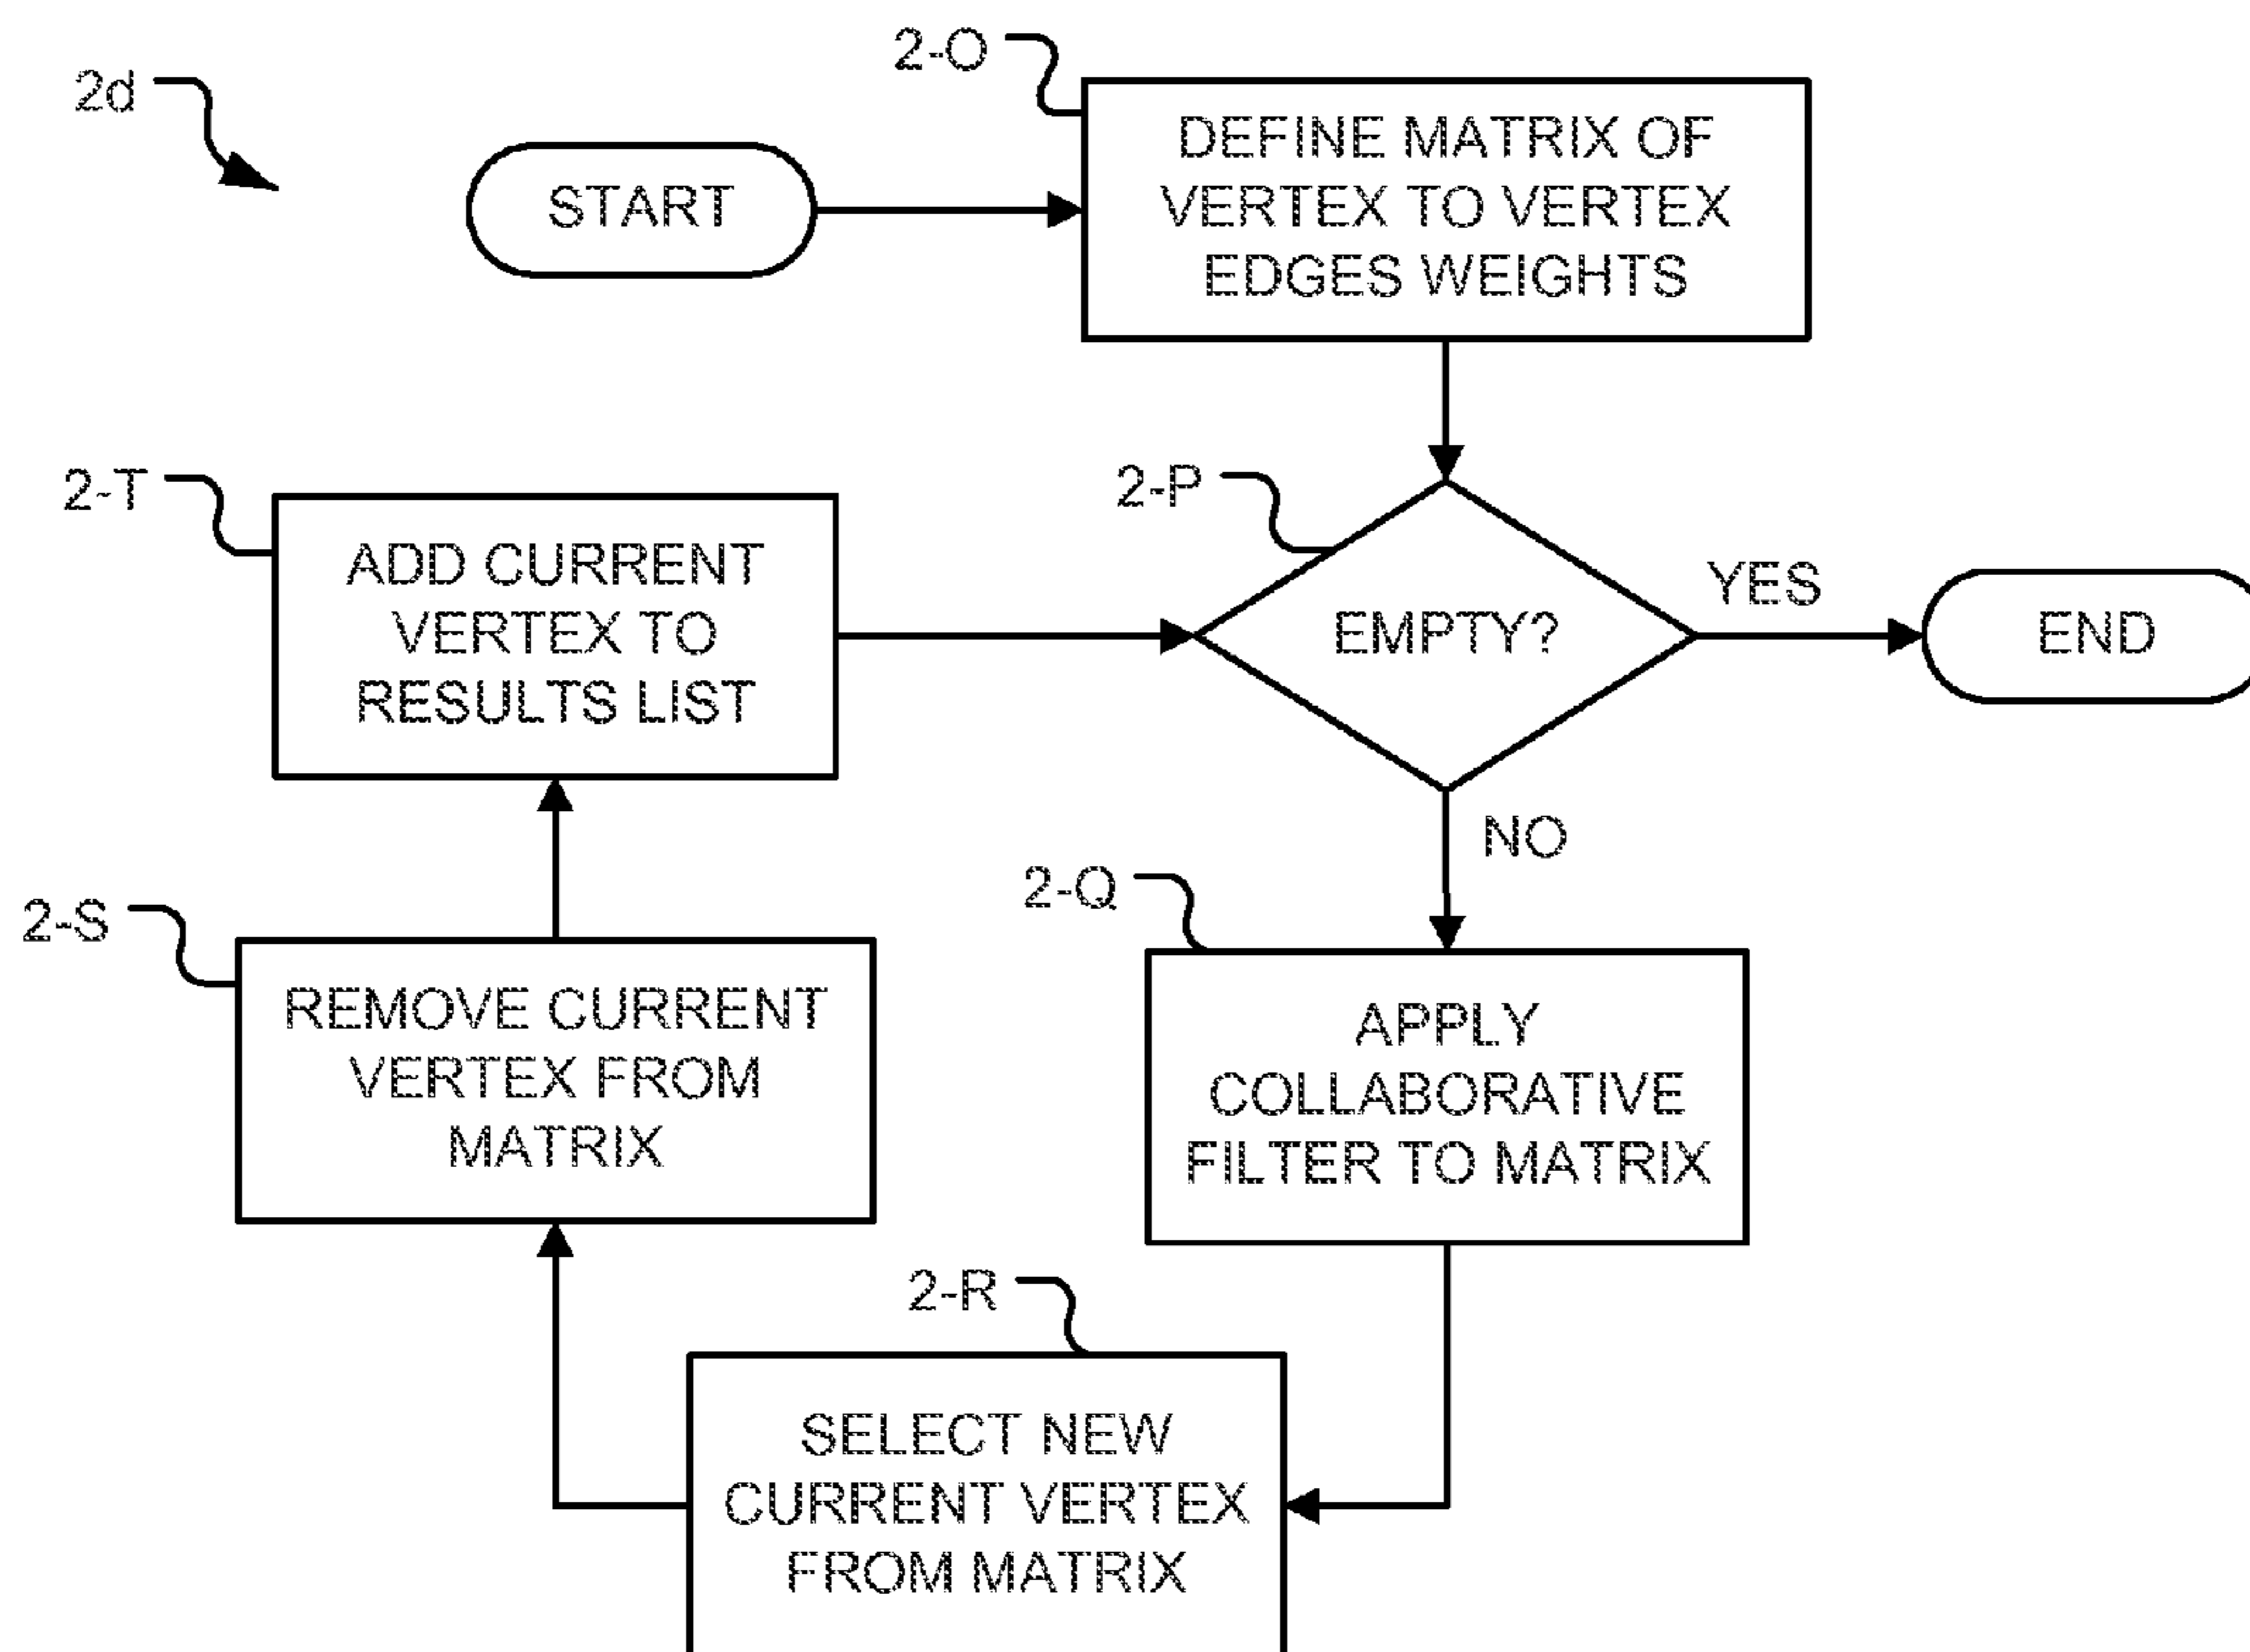 2d
START
2-O
DEFINE MATRIX OF
VERTEX TO VERTEX
EDGES WEIGHTS
2-P
EMPTY?
YES
END
NO
2-Q
APPLY
COLLABORATIVE
FILTER TO MATRIX
2-R
SELECT NEW
CURRENT VERTEX
FROM MATRIX
2-S
REMOVE CURRENT
VERTEX FROM
MATRIX
2-T
ADD CURRENT
VERTEX TO
RESULTS LIST